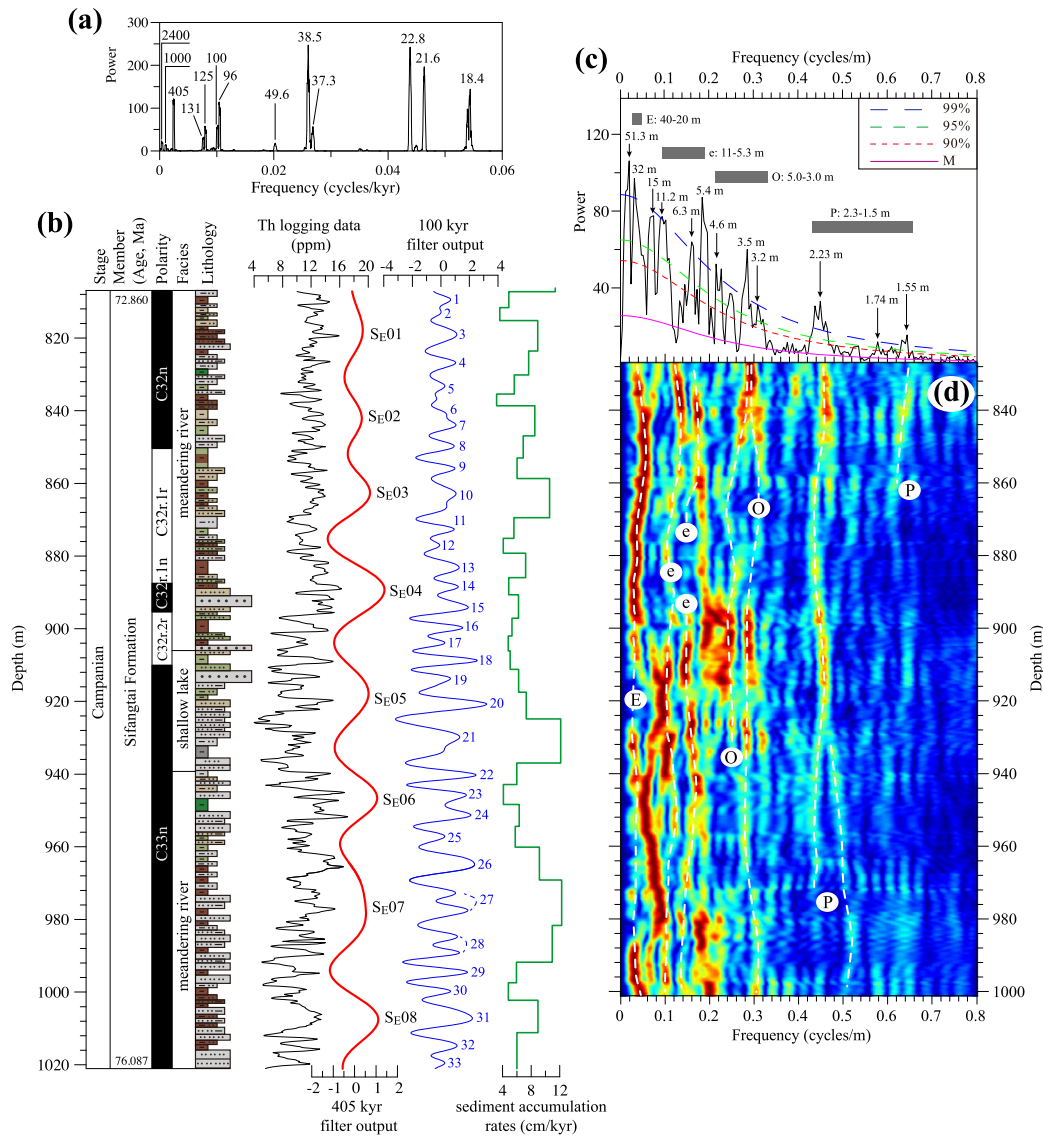 (a)
300
200
100
0
Power
2400
1000
405
131
125
100
96
49.6
38.5
37.3
22.8
21.6
18.4
0
0.02
0.04
0.06
Frequency (cycles/kyr)
(b)
Stage
Member
(Age, Ma)
Polarity
Facies
Lithology
Th logging data
(ppm)
4 8 12 16 20
100 kyr
filter output
-4 -2 0 2 4
Depth (m)
820
840
860
880
900
920
940
960
980
1000
1020
Campanian
Sifangtai Formation
72.860
76.087
C32n
C32r.1r
C32r.1n
C32r.2r
C33n
meandering river
shallow lake
meandering river
SE01
SE02
SE03
SE04
SE05
SE06
SE07
SE08
1
2
3
4
5
6
7
8
9
10
11
12
13
14
15
16
17
18
19
20
21
22
23
24
25
26
27
28
29
30
31
32
33
-2 -1 0 1 2
405 kyr
filter output
4 6 8 12
sediment accumulation
rates (cm/kyr)
(c)
Frequency (cycles/m)
0 0.1 0.2 0.3 0.4 0.5 0.6 0.7 0.8
Power
120
80
40
99%
95%
90%
M
E: 40-20 m
e: 11-5.3 m
O: 5.0-3.0 m
P: 2.3-1.5 m
51.3 m
32 m
15 m
11.2 m
6.3 m
5.4 m
4.6 m
3.5 m
3.2 m
2.23 m
1.74 m
1.55 m
(d)
840
860
880
900
920
940
960
980
1000
Depth (m)
E
e
e
e
O
O
P
P
0 0.1 0.2 0.3 0.4 0.5 0.6 0.7 0.8
Frequency (cycles/m)